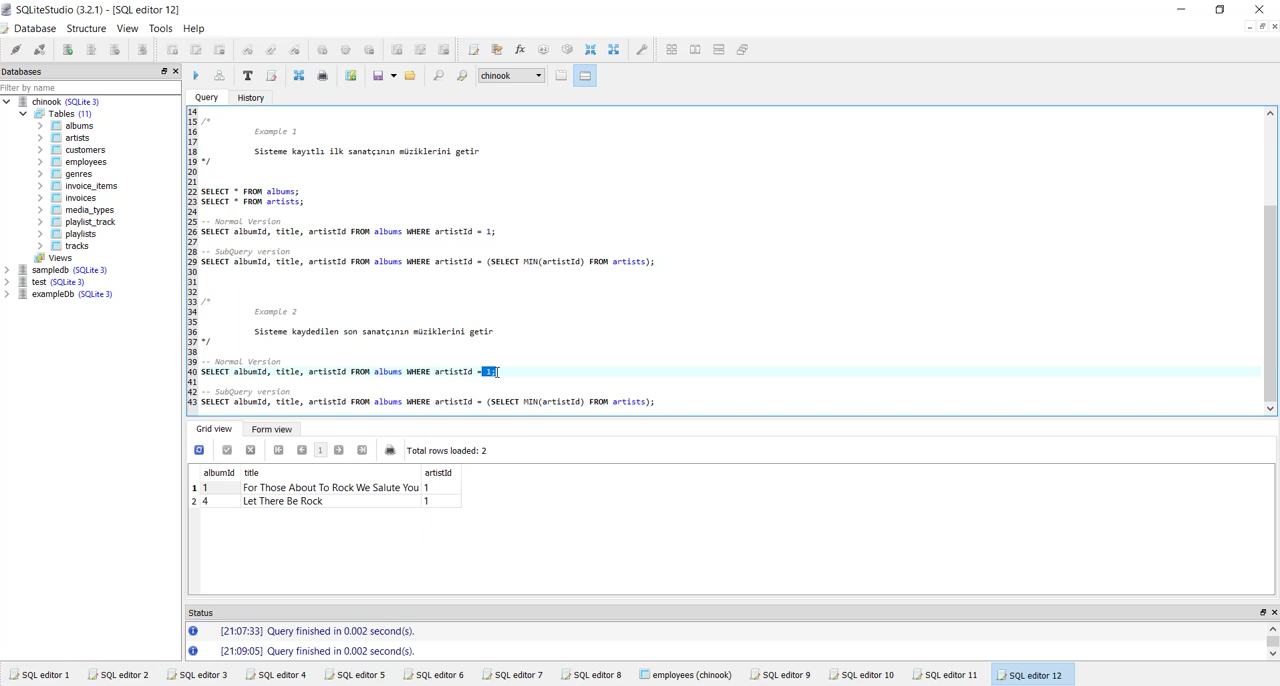 SQLiteStudio (3.2.1) - [SQL editor 12]
Database Structure View Tools Help
Databases
chinook
Filter by name
Query History
chinook (SQLite 3)
Tables (11)
albums
artists
customers
employees
genres
invoice_items
invoices
media_types
playlist_track
playlists
tracks
Views
sampledb (SQLite 3)
test (SQLite 3)
exampleDb (SQLite 3)
14
15 /*
16 Example 1
17
18 Sisteme kayıtlı ilk sanatçının müziklerini getir
19 */
20
21
22 SELECT * FROM albums;
23 SELECT * FROM artists;
24
25 -- Normal Version
26 SELECT albumId, title, artistId FROM albums WHERE artistId = 1;
27
28 -- SubQuery version
29 SELECT albumId, title, artistId FROM albums WHERE artistId = (SELECT MIN(artistId) FROM artists);
30
31
32
33 /*
34 Example 2
35
36 Sisteme kaydedilen son sanatçının müziklerini getir
37 */
38
39 -- Normal Version
40 SELECT albumId, title, artistId FROM albums WHERE artistId = 1;
41
42 -- SubQuery version
43 SELECT albumId, title, artistId FROM albums WHERE artistId = (SELECT MIN(artistId) FROM artists);
Grid view Form view
1 Total rows loaded: 2
albumId title artistId
1 1 For Those About To Rock We Salute You 1
2 4 Let There Be Rock 1
Status
[21:07:33] Query finished in 0.002 second(s).
[21:09:05] Query finished in 0.002 second(s).
SQL editor 1 SQL editor 2 SQL editor 3 SQL editor 4 SQL editor 5 SQL editor 6 SQL editor 7 SQL editor 8 employees (chinook) SQL editor 9 SQL editor 10 SQL editor 11 SQL editor 12